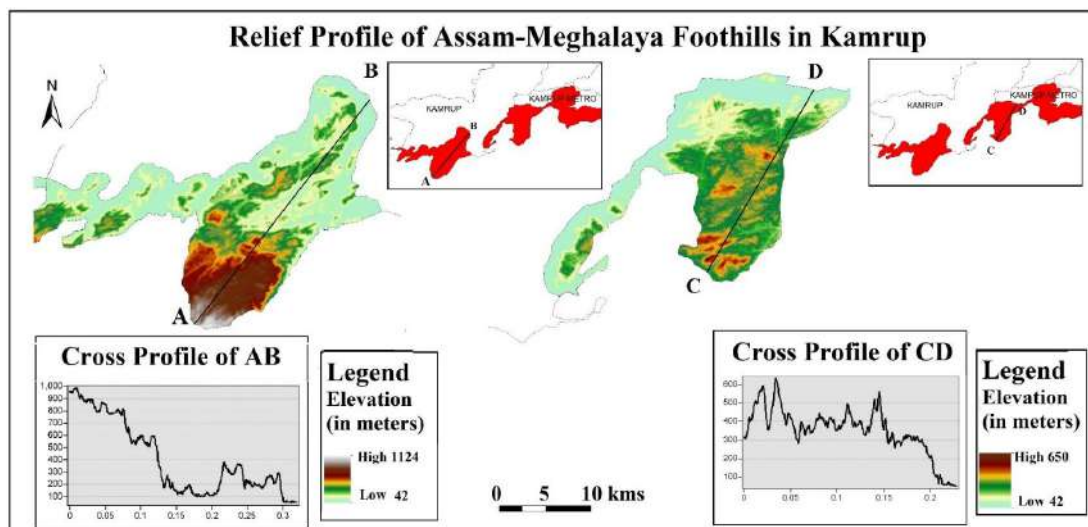 Relief Profile of Assam-Meghalaya Foothills in Kamrup
N
B
A
KAMRUP
KAMRUP METRO
B
A
D
C
KAMRUP
KAMRUP METRO
D
C
Cross Profile of AB
1,000
900
800
700
600
500
400
300
200
100
0 0.05 0.1 0.15 0.2 0.25 0.3
Legend
Elevation
(in meters)
High 1124
Low 42
0 5 10 kms
Cross Profile of CD
600
500
400
300
200
100
0 0.05 0.1 0.15 0.2
Legend
Elevation
(in meters)
High 650
Low 42